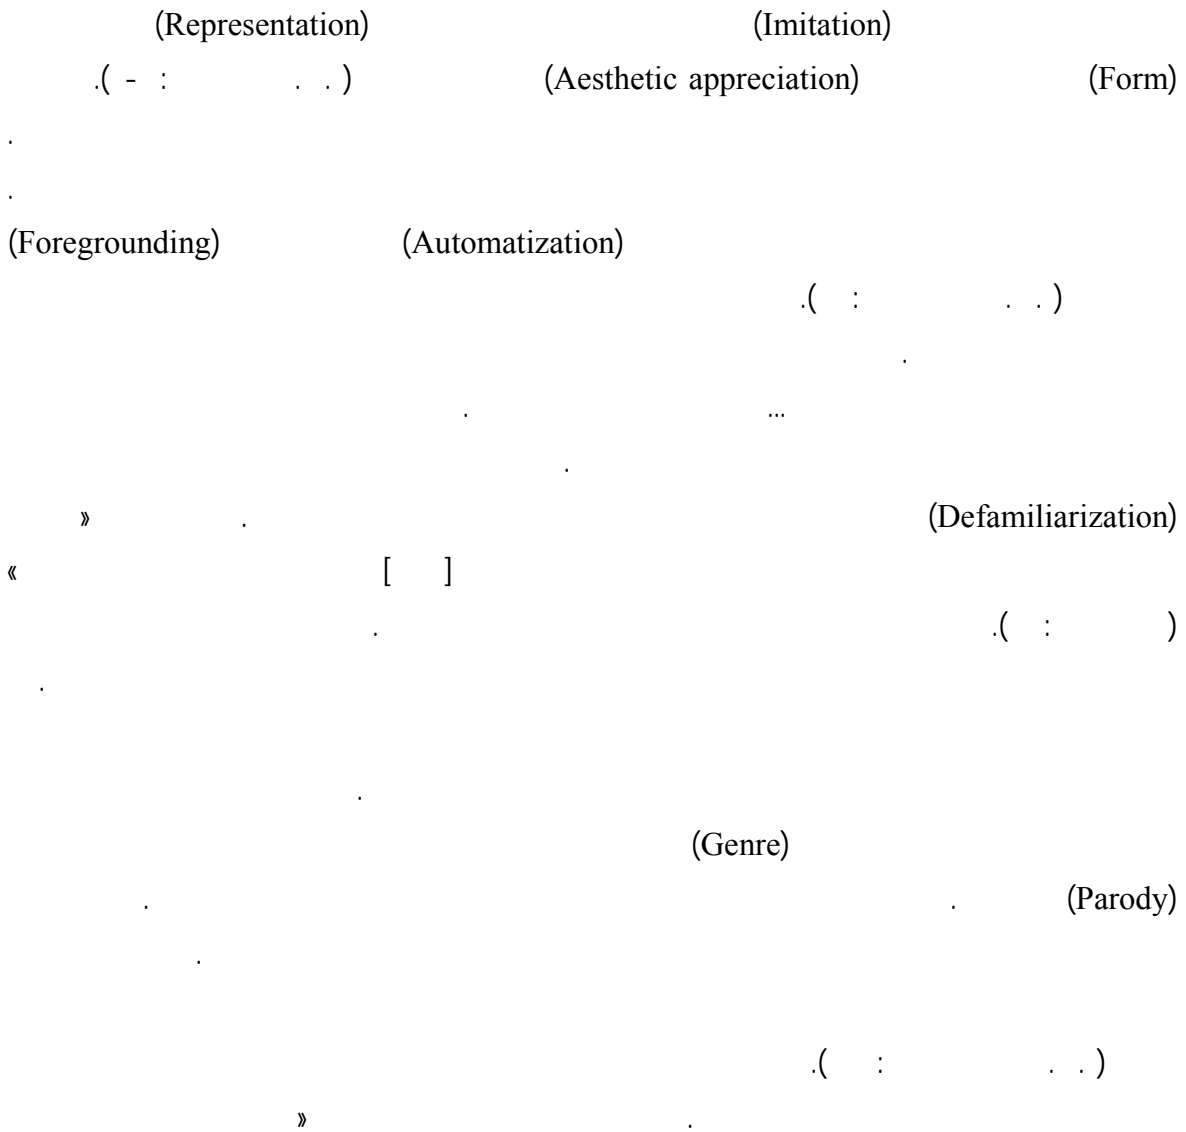 (Imitation) (Representation)
(Form) (Aesthetic appreciation) ( . . : - ).
.
.
(Automatization) (Foregrounding)
( . . : ).
.
... .
.
(Defamiliarization) . «
[ ] »
( : ). .
.
.
(Genre)
(Parody) . .
.
( . . : ).
. «